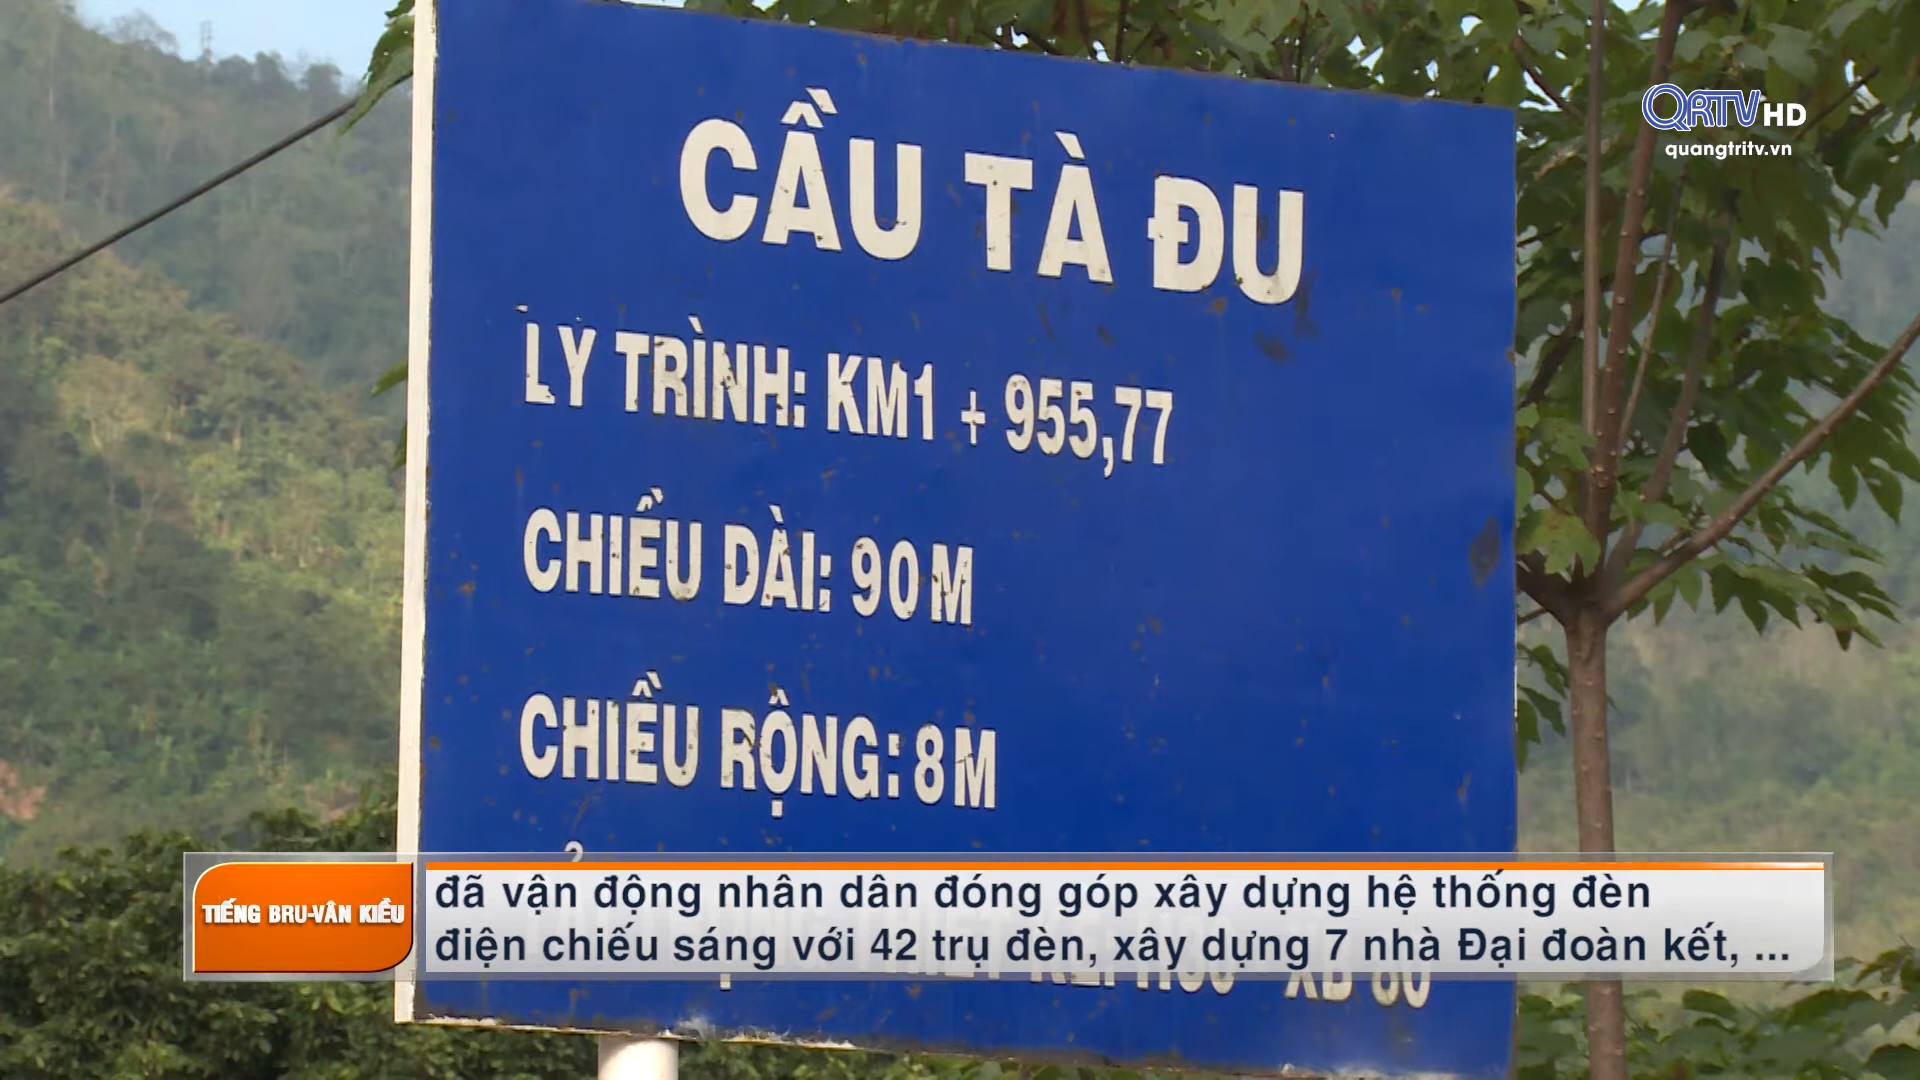 QRTV HD
quangtritv.vn
CẦU TÀ ĐU
LÝ TRÌNH: KM1 + 955,77
CHIỀU DÀI: 90M
CHIỀU RỘNG: 8M
TIẾNG BRU-VÂN KIỀU
đã vận động nhân dân đóng góp xây dựng hệ thống đèn
điện chiếu sáng với 42 trụ đèn, xây dựng 7 nhà Đại đoàn kết, ...